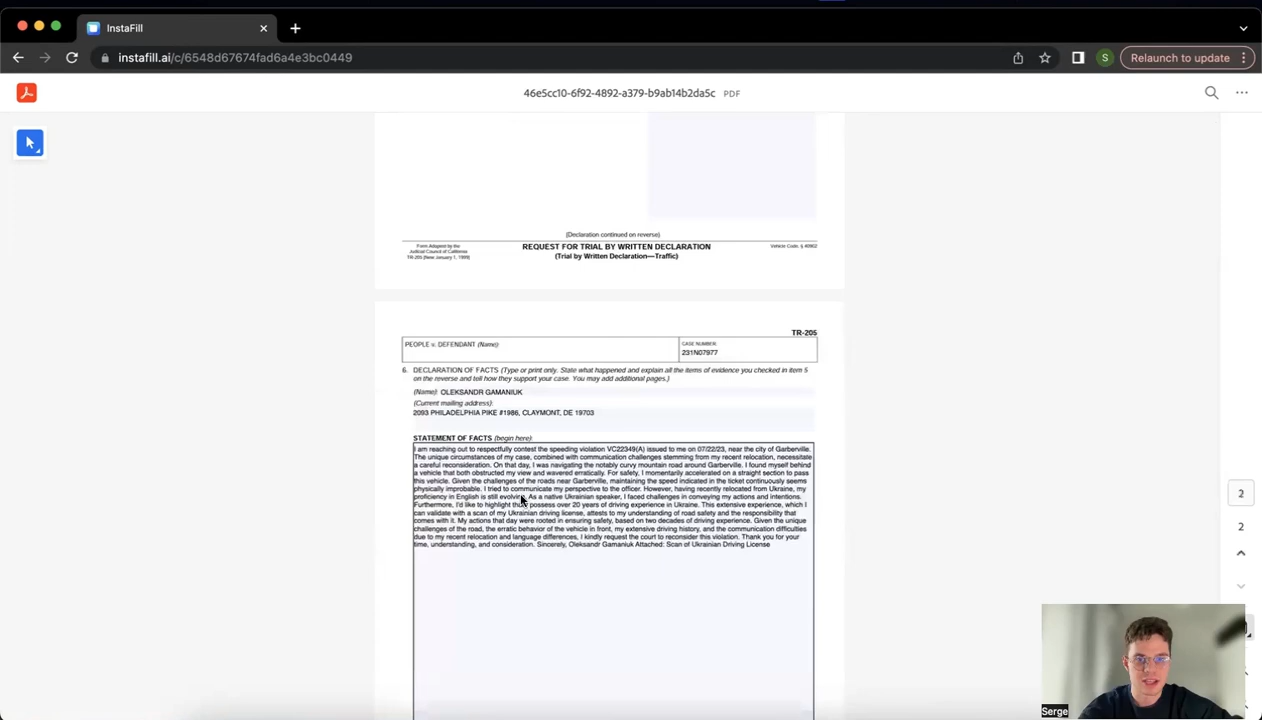 InstaFill
instafill.ai/c/6548d67674fad6a4e3bc0449
S
Relaunch to update
46e5cc10-6f92-4892-a379-b9ab14b2da5c PDF
(Declaration continued on reverse)
Form Adapted by the
Judicial Council of California
TR-205 [New January 1, 1999]
REQUEST FOR TRIAL BY WRITTEN DECLARATION
(Trial by Written Declaration—Traffic)
Vehicle Code, § 40902
TR-205
PEOPLE v. DEFENDANT (Name)
CASE NUMBER:
231N07977
6. DECLARATION OF FACTS (Type or print only. State what happened and explain all the items of evidence you checked in item 5
on the reverse and tell how they support your case. You may add additional pages.)
(Name): OLEKSANDR GAMANIUK
(Current mailing address):
2093 PHILADELPHIA PIKE #1986, CLAYMONT, DE 19703
STATEMENT OF FACTS (begin here):
I am reaching out to respectfully contest the speeding violation VC22349(A) issued to me on 07/22/23, near the city of Garberville.
The unique circumstances of my case, combined with communication challenges stemming from my recent relocation, necessitate
a careful reconsideration. On that day, I was navigating the notably curvy mountain road around Garberville. I found myself behind
a vehicle that both obstructed my view and wavered erratically. For safety, I momentarily accelerated on a straight section to pass
this vehicle. Given the challenges of the roads near Garberville, maintaining the speed indicated in the ticket continuously seems
physically improbable. I tried to communicate my perspective to the officer. However, having recently relocated from Ukraine, my
proficiency in English is still evolving. As a native Ukrainian speaker, I faced challenges in conveying my actions and intentions.
Furthermore, I'd like to highlight that I possess over 20 years of driving experience in Ukraine. This extensive experience, which I
can validate with a scan of my Ukrainian driving license, attests to my understanding of road safety and the responsibility that
comes with it. My actions that day were rooted in ensuring safety, based on two decades of driving experience. Given the unique
challenges of the road, the erratic behavior of the vehicle in front, my extensive driving history, and the communication difficulties
due to my recent relocation and language differences, I kindly request the court to reconsider this violation. Thank you for your
time, understanding, and consideration. Sincerely, Oleksandr Gamaniuk Attached: Scan of Ukrainian Driving License
2
2
Serge